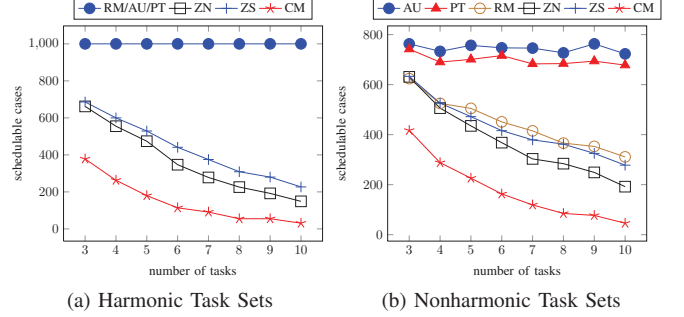 RM/AU/PT ZN ZS CM
1,000
800
600
400
200
0
schedulable cases
3 4 5 6 7 8 9 10
number of tasks
(a) Harmonic Task Sets
AU PT RM ZN ZS CM
800
600
400
200
0
schedulable cases
3 4 5 6 7 8 9 10
number of tasks
(b) Nonharmonic Task Sets